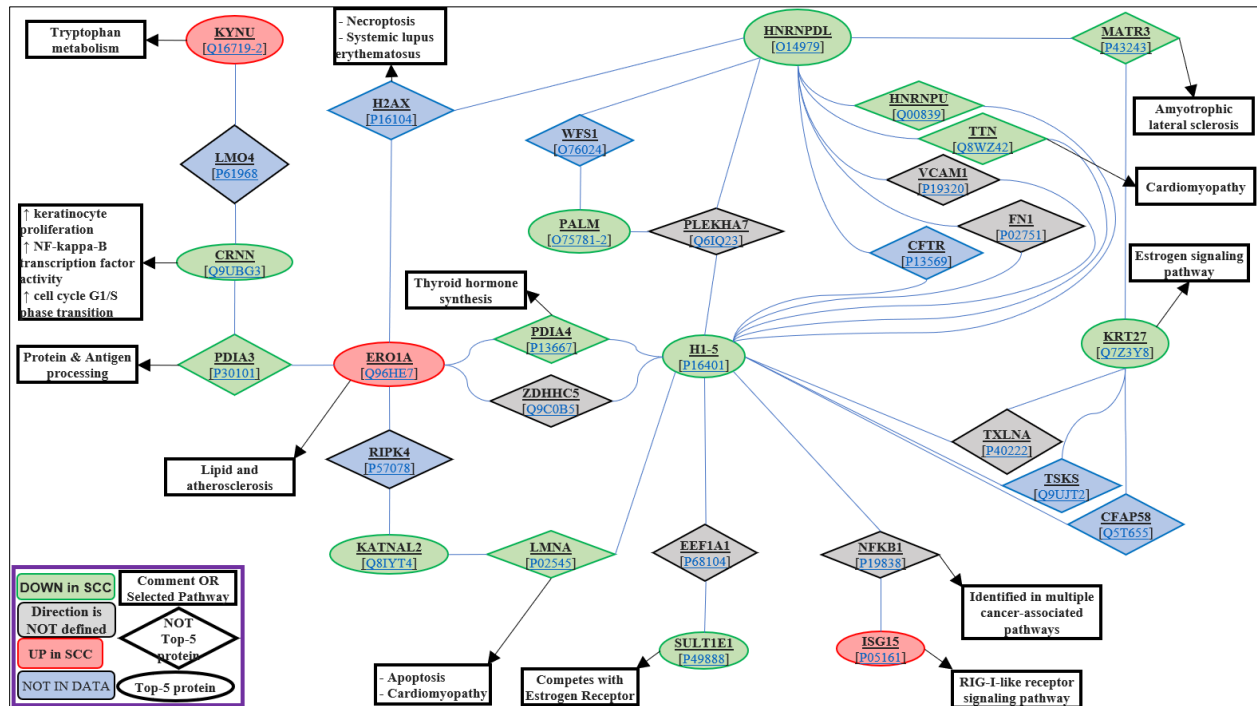 Tryptophan
metabolism
KYNU
[Q16719-2]
- Necroptosis
- Systemic lupus
erythematosus
HNRNPDL
[O14979]
MATR3
[P43243]
H2AX
[P16104]
HNRNPU
[Q00839]
Amyotrophic
lateral sclerosis
WFS1
[O76024]
TTN
[Q8WZ42]
LMO4
[P61968
VCAM1
[P19320]
Cardiomyopathy
↑ keratinocyte
proliferation
↑ NF-kappa-B
transcription factor
activity
↑ cell cycle G1/S
phase transition
CRNN
[Q9UBG3]
PALM
[O75781-2]
PLEKHA7
[Q6IQ23]
FN1
[P02751]
CFTR
[P13569]
Estrogen signaling
pathway
Thyroid hormone
synthesis
PDIA4
[P13667]
KRT27
[Q7Z3Y8]
Protein & Antigen
processing
PDIA3
[P30101]
ERO1A
[Q96HE7]
H1-5
[P16401]
ZDHHC5
[Q9C0B5]
TXLNA
[P40222]
Lipid and
atherosclerosis
RIPK4
[P57078]
TSKS
[Q9UJT2]
CFAP58
[Q5T655]
KATNAL2
[Q8IYT4]
LMNA
[P02545]
EEF1A1
[P68104]
NFKB1
[P19838]
Identified in multiple
cancer-associated
pathways
SULT1E1
[P49888]
ISG15
[P05161]
- Apoptosis
- Cardiomyopathy
Competes with
Estrogen Receptor
RIG-I-like receptor
signaling pathway
DOWN in SCC
Comment OR
Selected Pathway
Direction is
NOT defined
NOT
Top-5
protein
UP in SCC
NOT IN DATA
Top-5 protein